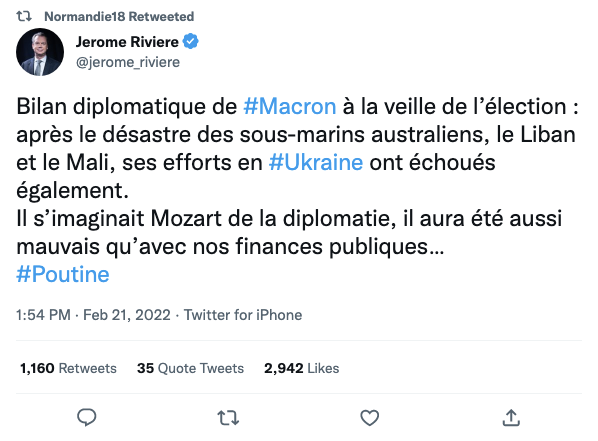 Normandie18 Retweeted
Jerome Riviere
@jerome_riviere
Bilan diplomatique de #Macron à la veille de l’élection :
après le désastre des sous-marins australiens, le Liban
et le Mali, ses efforts en #Ukraine ont échoués
également.
Il s’imaginait Mozart de la diplomatie, il aura été aussi
mauvais qu’avec nos finances publiques…
#Poutine
1:54 PM · Feb 21, 2022 · Twitter for iPhone
1,160 Retweets 35 Quote Tweets 2,942 Likes